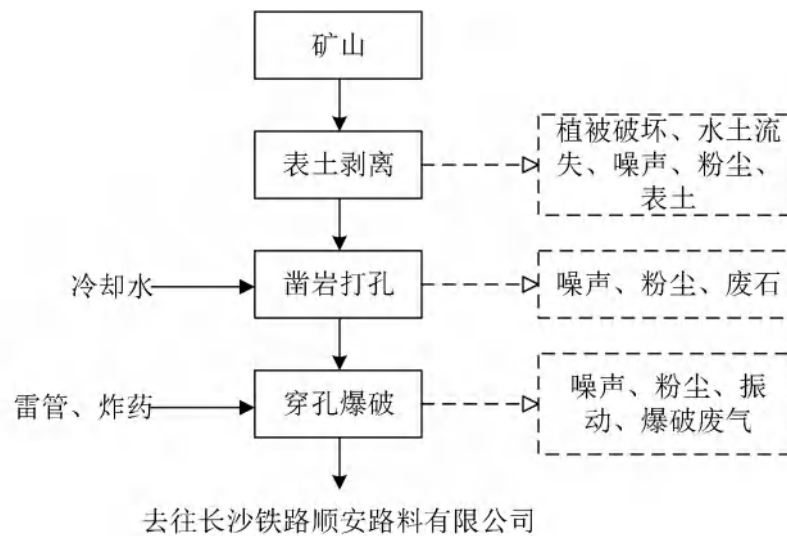 矿山
表土剥离
植被破坏、水土流
失、噪声、粉尘、
表土
冷却水
凿岩打孔
噪声、粉尘、废石
雷管、炸药
穿孔爆破
噪声、粉尘、振
动、爆破废气
去往长沙铁路顺安路料有限公司